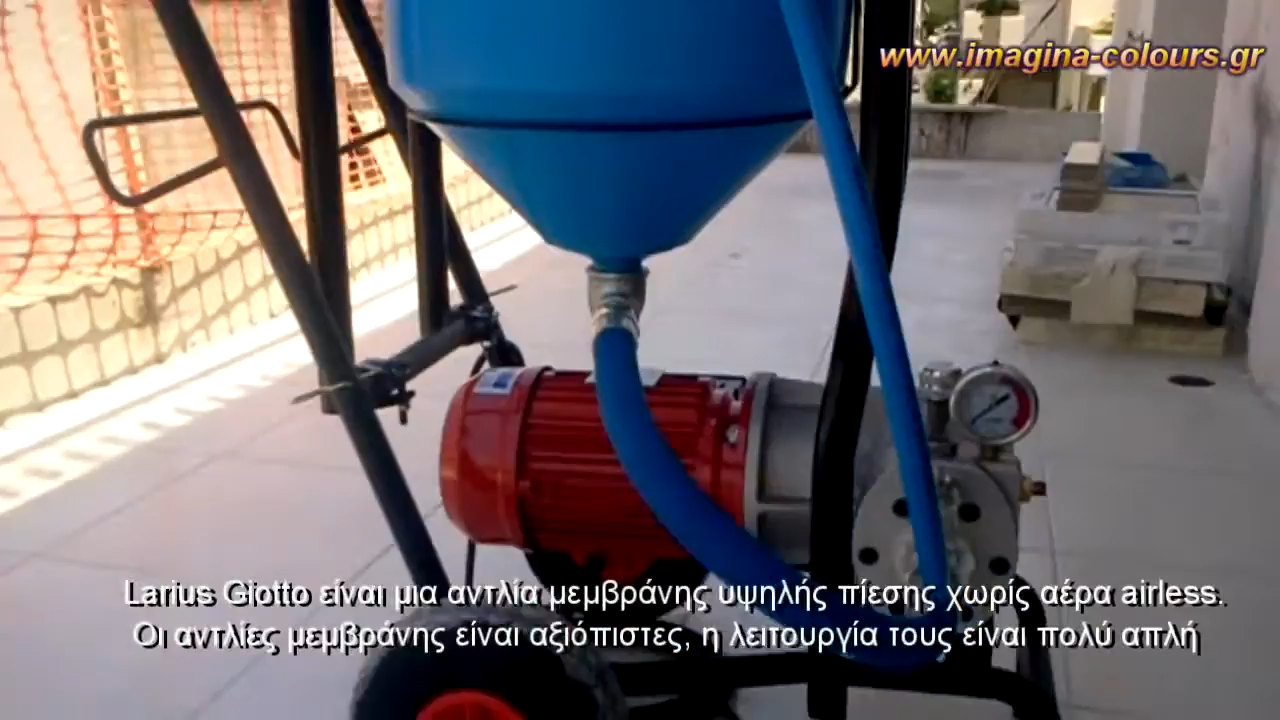 www.imagina-colours.gr
Larius Giotto είναι μια αντλία μεμβράνης υψηλής πίεσης χωρίς αέρα airless.
Οι αντλίες μεμβράνης είναι αξιόπιστες, η λειτουργία τους είναι πολύ απλή